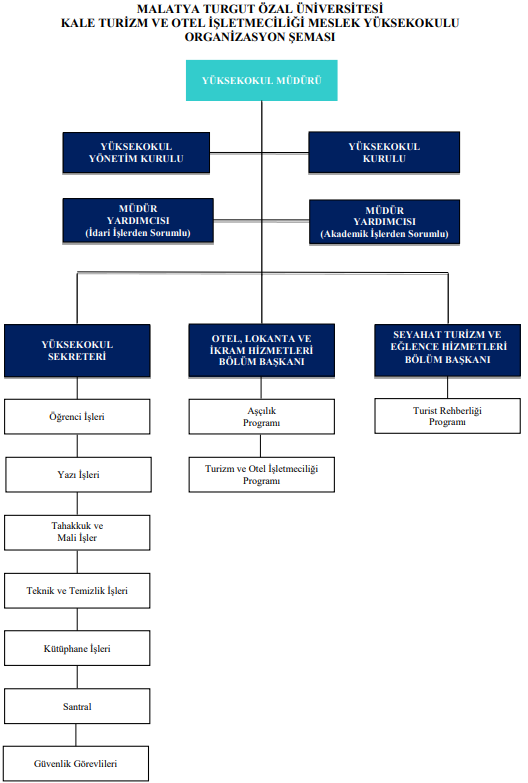 MALATYA TURGUT ÖZAL ÜNİVERSİTESİ
KALE TURİZM VE OTEL İŞLETMECİLİĞİ MESLEK YÜKSEKOKULU
ORGANİZASYON ŞEMASI
YÜKSEKOKUL MÜDÜRÜ
YÜKSEKOKUL
YÖNETİM KURULU
YÜKSEKOKUL
KURULU
MÜDÜR
YARDIMCISI
(İdari İşlerden Sorumlu)
MÜDÜR
YARDIMCISI
(Akademik İşlerden Sorumlu)
YÜKSEKOKUL
SEKRETERİ
OTEL, LOKANTA VE
İKRAM HİZMETLERİ
BÖLÜM BAŞKANI
SEYAHAT TURİZM VE
EĞLENCE HİZMETLERİ
BÖLÜM BAŞKANI
Öğrenci İşleri
Aşçılık
Programı
Turist Rehberliği
Programı
Yazı İşleri
Turizm ve Otel İşletmeciliği
Programı
Tahakkuk ve
Mali İşler
Teknik ve Temizlik İşleri
Kütüphane İşleri
Santral
Güvenlik Görevlileri